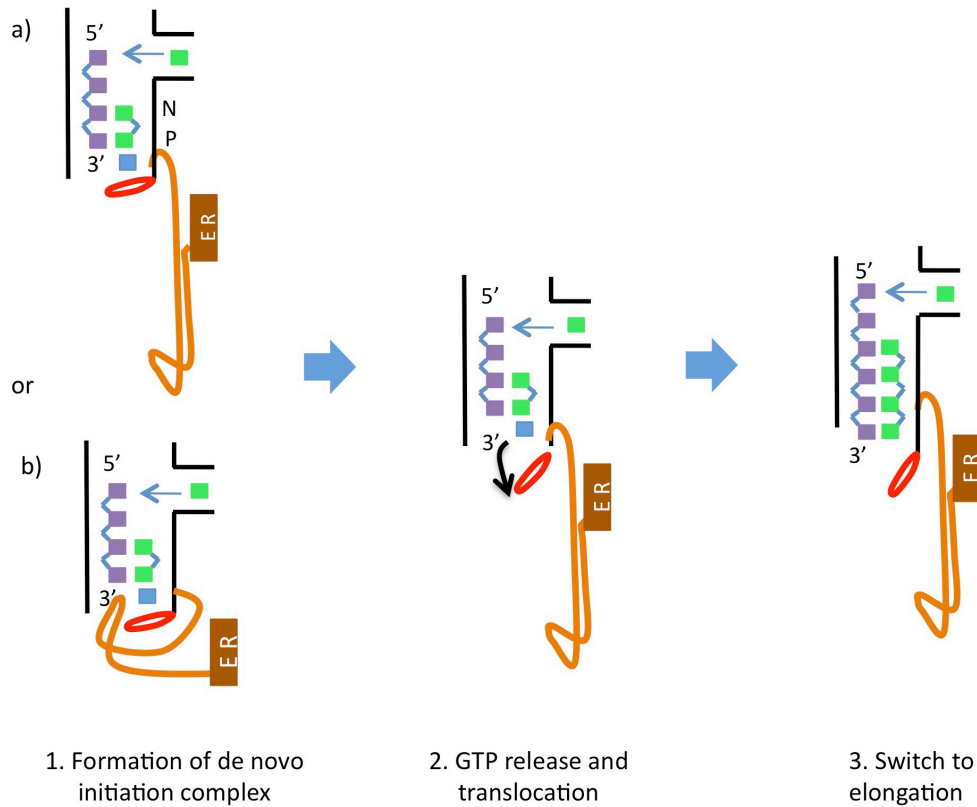 a)
5’
N
P
3’
E R
or
b)
5’
3’
E R
5’
3’
E R
5’
3’
E R
1. Formation of de novo
initiation complex
2. GTP release and
translocation
3. Switch to
elongation